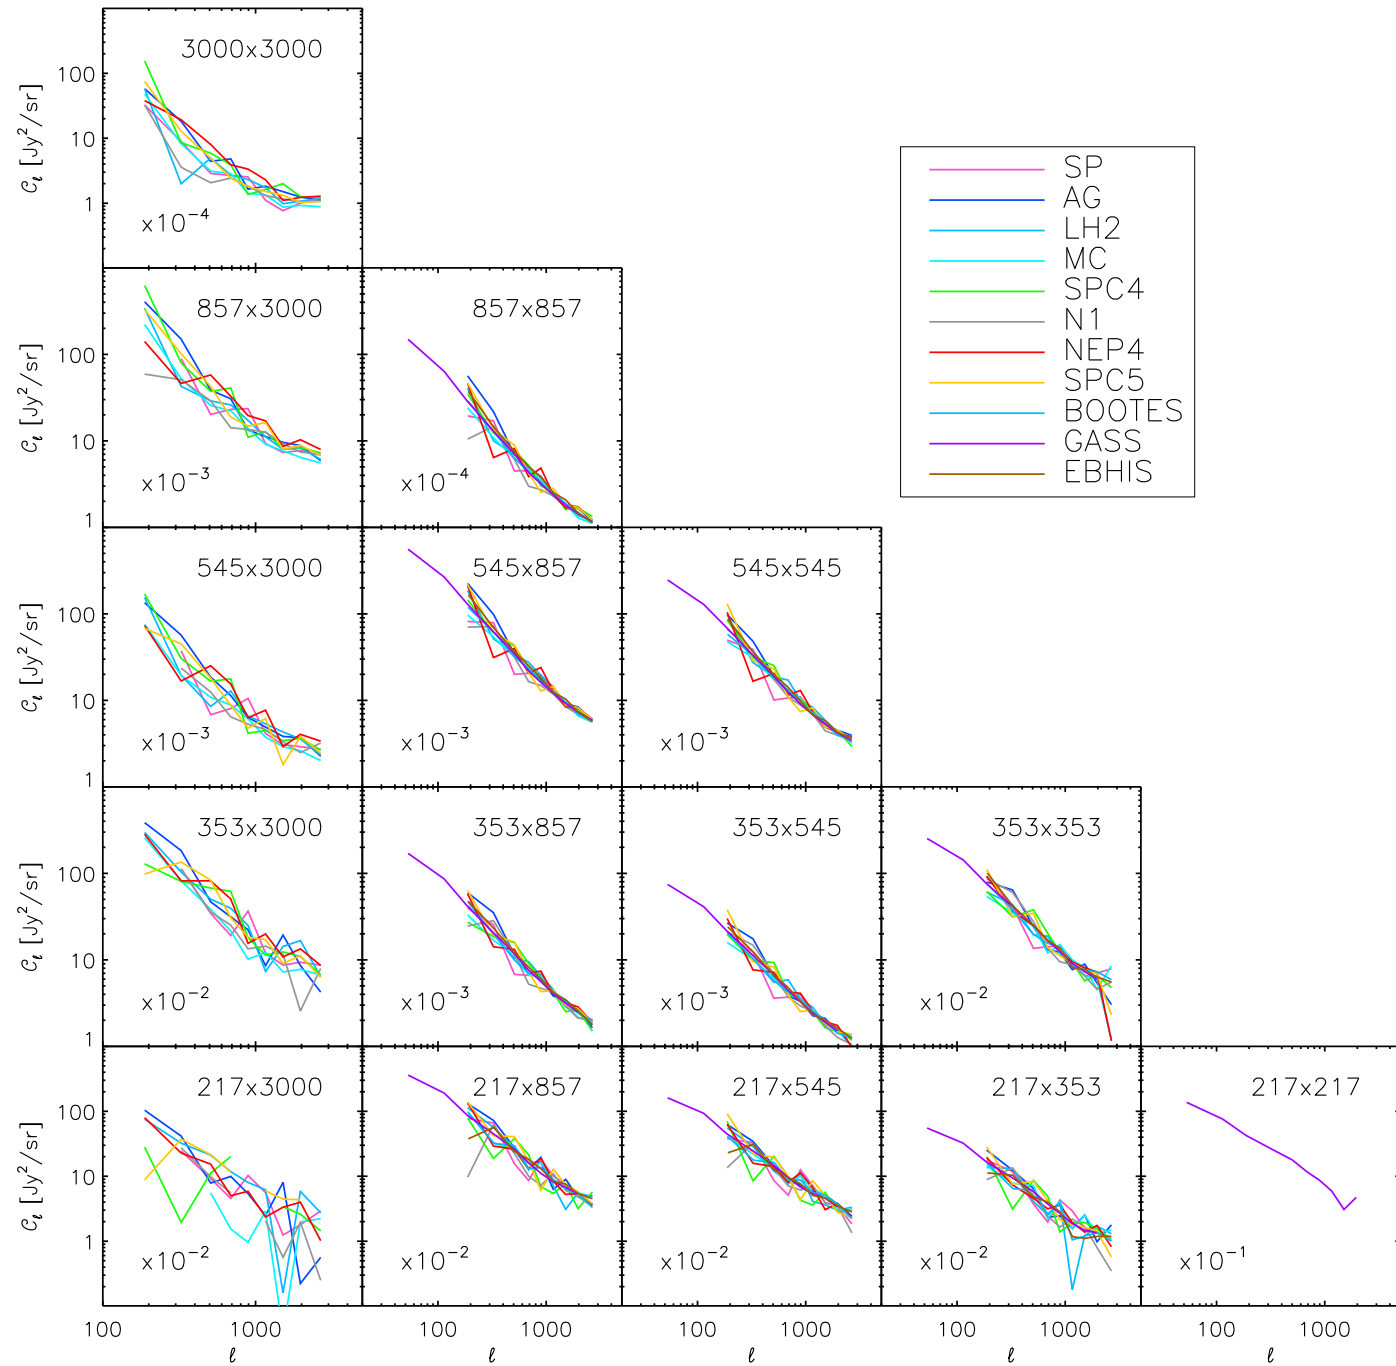 3000x3000
100
10
1
C_ℓ [Jy²/sr]
x10⁻⁴
SP
AG
LH2
MC
SPC4
N1
NEP4
SPC5
BOOTES
GASS
EBHIS
857x3000
857x857
100
10
1
C_ℓ [Jy²/sr]
x10⁻³
x10⁻⁴
545x3000
545x857
545x545
100
10
1
C_ℓ [Jy²/sr]
x10⁻³
x10⁻³
x10⁻³
353x3000
353x857
353x545
353x353
100
10
1
C_ℓ [Jy²/sr]
x10⁻²
x10⁻³
x10⁻³
x10⁻²
217x3000
217x857
217x545
217x353
217x217
100
10
1
C_ℓ [Jy²/sr]
x10⁻²
x10⁻²
x10⁻²
x10⁻²
x10⁻¹
100 1000 100 1000 100 1000 100 1000 100 1000
ℓ ℓ ℓ ℓ ℓ